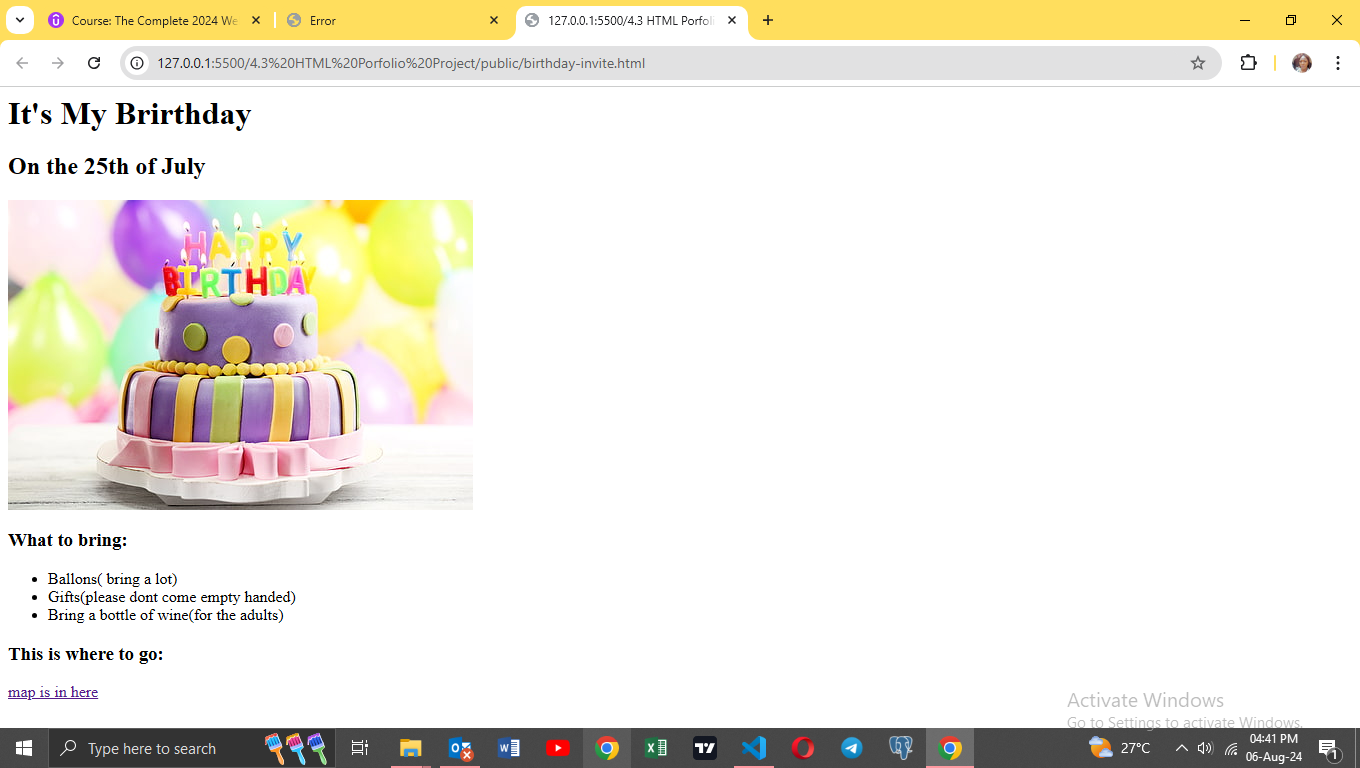 Course: The Complete 2024 We
Error
127.0.0.1:5500/4.3 HTML Porfoli
127.0.0.1:5500/4.3%20HTML%20Porfolio%20Project/public/birthday-invite.html
It's My Brirthday
On the 25th of July
HAPPY
BIRTHDAY
What to bring:
Ballons( bring a lot)
Gifts(please dont come empty handed)
Bring a bottle of wine(for the adults)
This is where to go:
map is in here
Activate Windows
Go to Settings to activate Windows.
Type here to search
27°C
04:41 PM
06-Aug-24
1